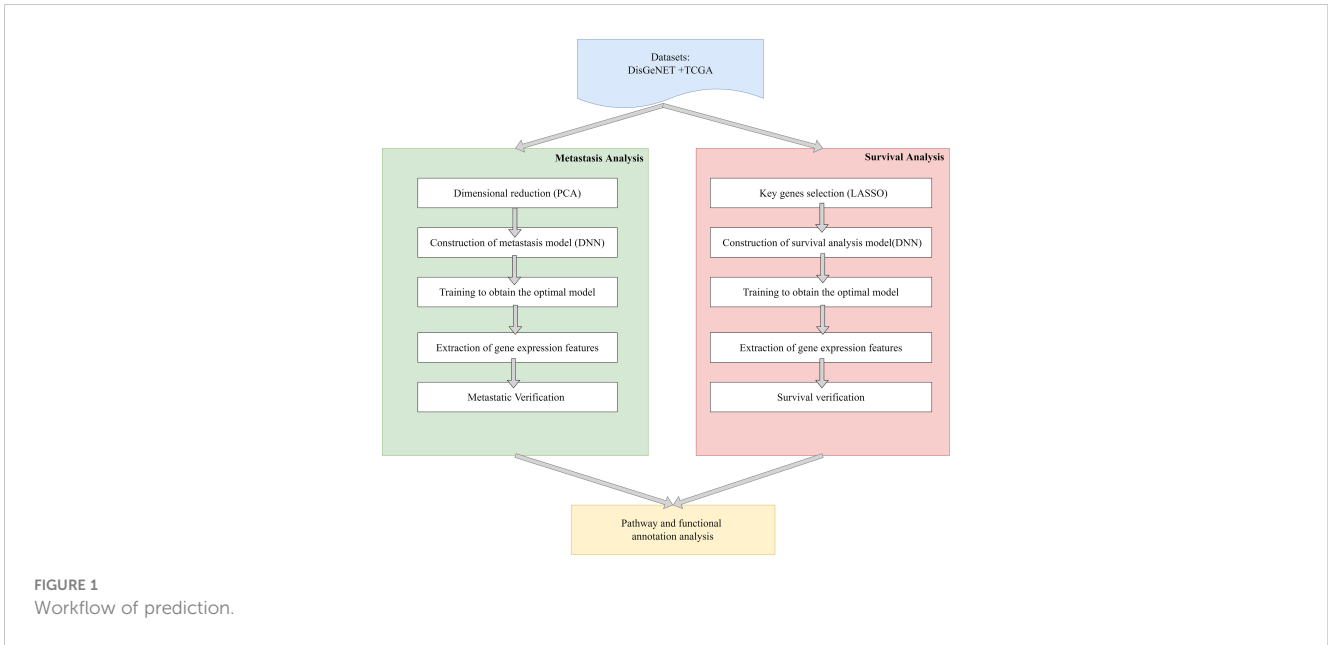 Datasets:
DisGeNET +TCGA
Metastasis Analysis
Dimensional reduction (PCA)
Construction of metastasis model (DNN)
Training to obtain the optimal model
Extraction of gene expression features
Metastatic Verification
Survival Analysis
Key genes selection (LASSO)
Construction of survival analysis model(DNN)
Training to obtain the optimal model
Extraction of gene expression features
Survival verification
Pathway and functional
annotation analysis
FIGURE 1
Workflow of prediction.